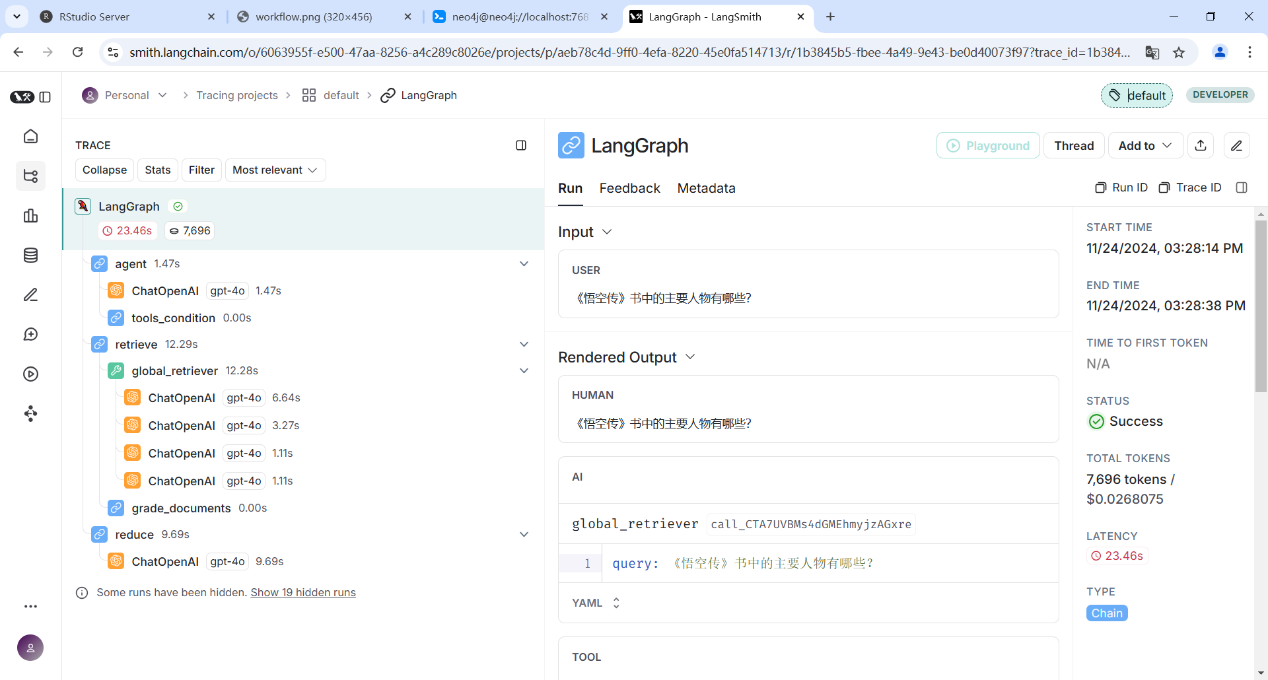 RStudio Server
workflow.png (320×456)
neo4j@neo4j://localhost:768
LangGraph - LangSmith
smith.langchain.com/o/6063955f-e500-47aa-8256-a4c289c8026e/projects/p/aeb78c4d-9ff0-4efa-8220-45e0fa514713/r/1b3845b5-fbee-4a49-9e43-be0d40073f97?trace_id=1b384...
Personal
Tracing projects
default
LangGraph
default
DEVELOPER
TRACE
Collapse
Stats
Filter
Most relevant
LangGraph
23.46s
7,696
agent 1.47s
ChatOpenAI gpt-4o 1.47s
tools_condition 0.00s
retrieve 12.29s
global_retriever 12.28s
ChatOpenAI gpt-4o 6.64s
ChatOpenAI gpt-4o 3.27s
ChatOpenAI gpt-4o 1.11s
ChatOpenAI gpt-4o 1.11s
grade_documents 0.00s
reduce 9.69s
ChatOpenAI gpt-4o 9.69s
Some runs have been hidden. Show 19 hidden runs
LangGraph
Playground
Thread
Add to
Run
Feedback
Metadata
Run ID
Trace ID
Input
USER
《悟空传》书中的主要人物有哪些?
Rendered Output
HUMAN
《悟空传》书中的主要人物有哪些?
AI
global_retriever call_CTA7UVBMs4dGMEhmyjzAGxre
1 query: 《悟空传》书中的主要人物有哪些?
YAML
TOOL
START TIME
11/24/2024, 03:28:14 PM
END TIME
11/24/2024, 03:28:38 PM
TIME TO FIRST TOKEN
N/A
STATUS
Success
TOTAL TOKENS
7,696 tokens /
$0.0268075
LATENCY
23.46s
TYPE
Chain